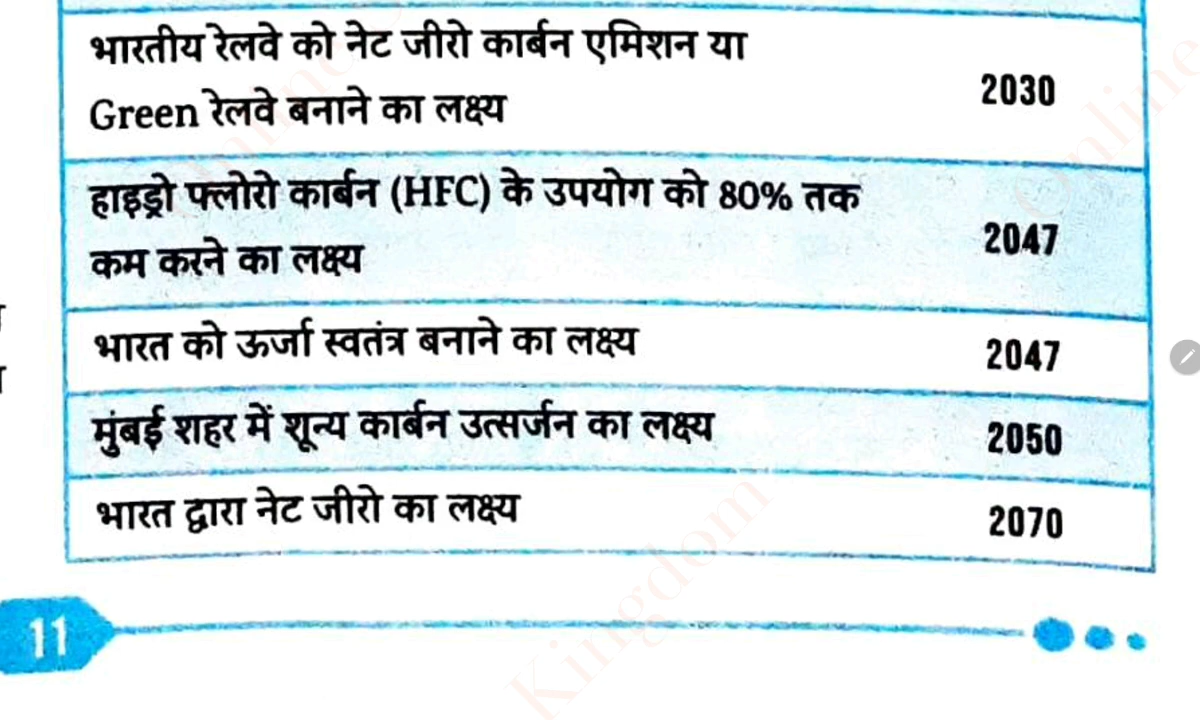 भारतीय रेलवे को नेट जीरो कार्बन एमिशन या
Green रेलवे बनाने का लक्ष्य
2030
हाइड्रो फ्लोरो कार्बन (HFC) के उपयोग को 80% तक
कम करने का लक्ष्य
2047
भारत को ऊर्जा स्वतंत्र बनाने का लक्ष्य
2047
मुंबई शहर में शून्य कार्बन उत्सर्जन का लक्ष्य
2050
भारत द्वारा नेट जीरो का लक्ष्य
2070
11
Kingdom
Online